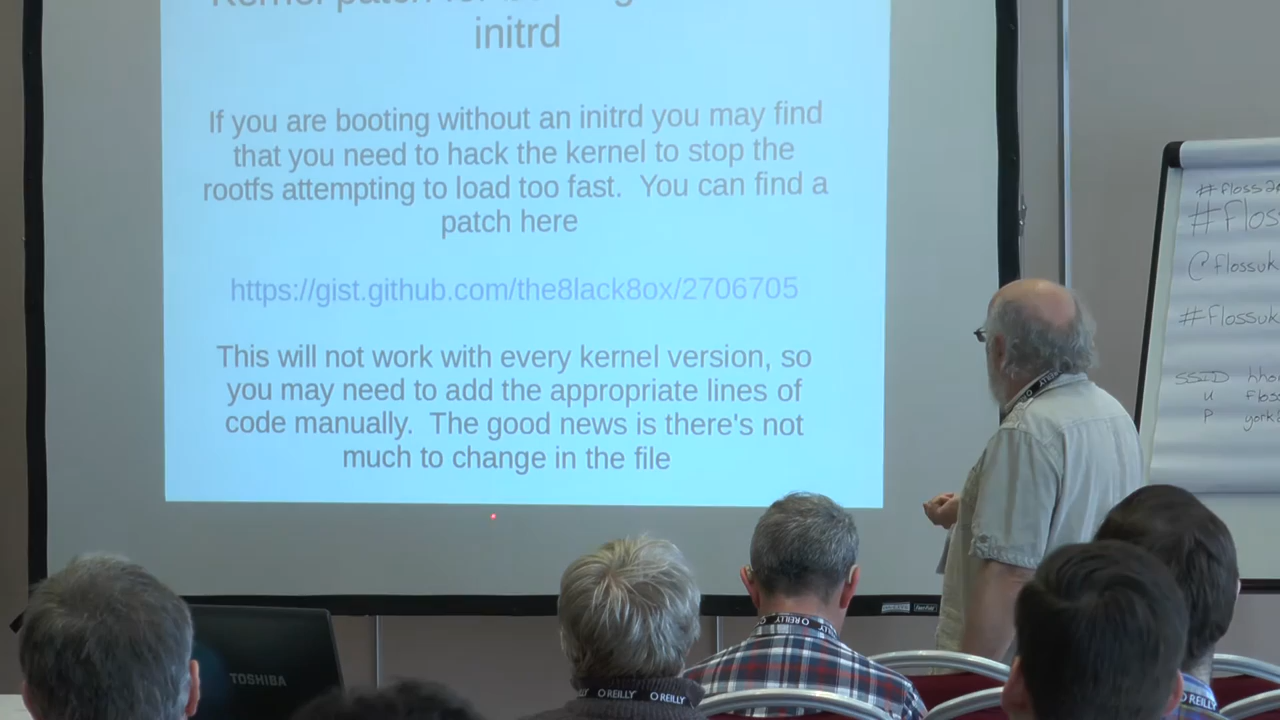 initrd
If you are booting without an initrd you may find
that you need to hack the kernel to stop the
rootfs attempting to load too fast.  You can find a
patch here
https://gist.github.com/the8lack8ox/2706705
This will not work with every kernel version, so
you may need to add the appropriate lines of
code manually.  The good news is there's not
much to change in the file
#Flos
@flossuk
#flossuk
SSID
U
P
TOSHIBA
O'REILLY
O'REILLY
O'REILLY